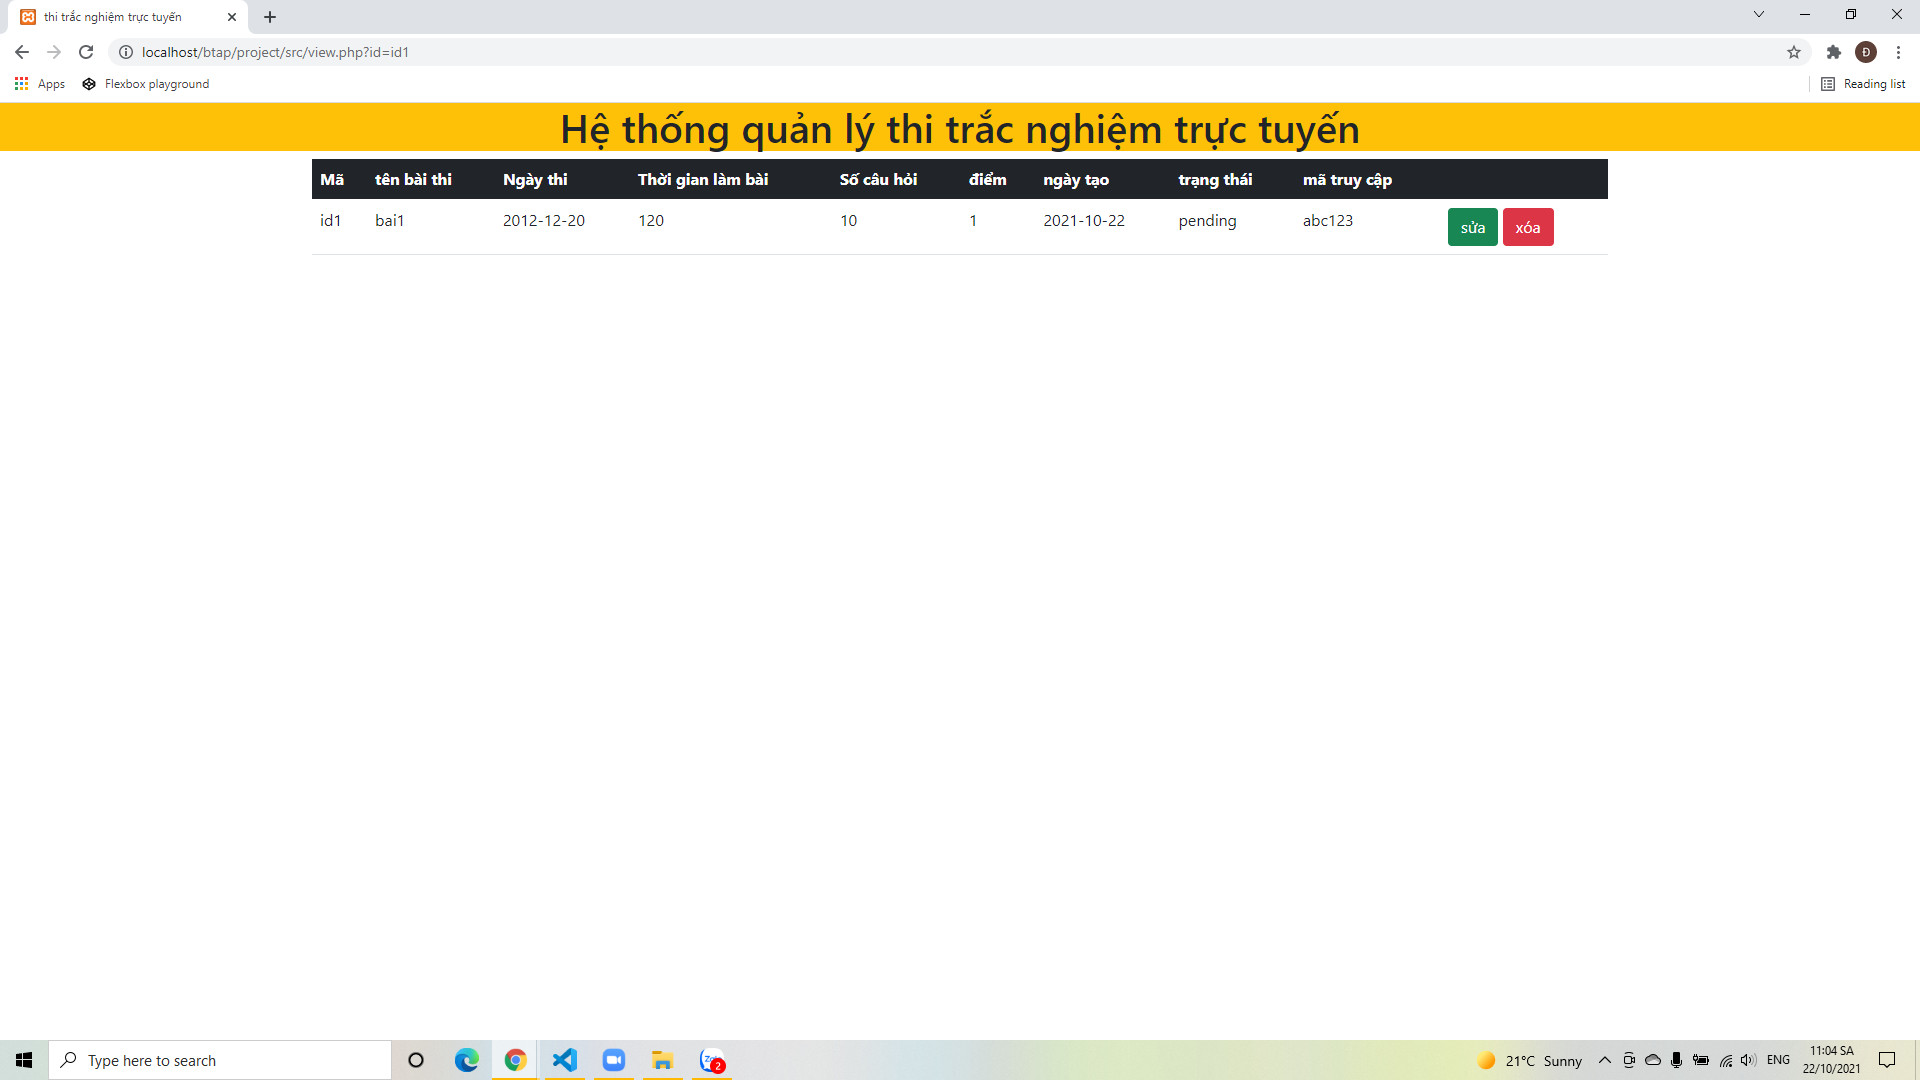 thi trắc nghiệm trực tuyến
localhost/btap/project/src/view.php?id=id1
Đ
Apps Flexbox playground Reading list
Hệ thống quản lý thi trắc nghiệm trực tuyến
Mã tên bài thi Ngày thi Thời gian làm bài Số câu hỏi điểm ngày tạo trạng thái mã truy cập
id1 bai1 2012-12-20 120 10 1 2021-10-22 pending abc123 sửa xóa
Type here to search 2 21°C Sunny ENG 11:04 SA
22/10/2021